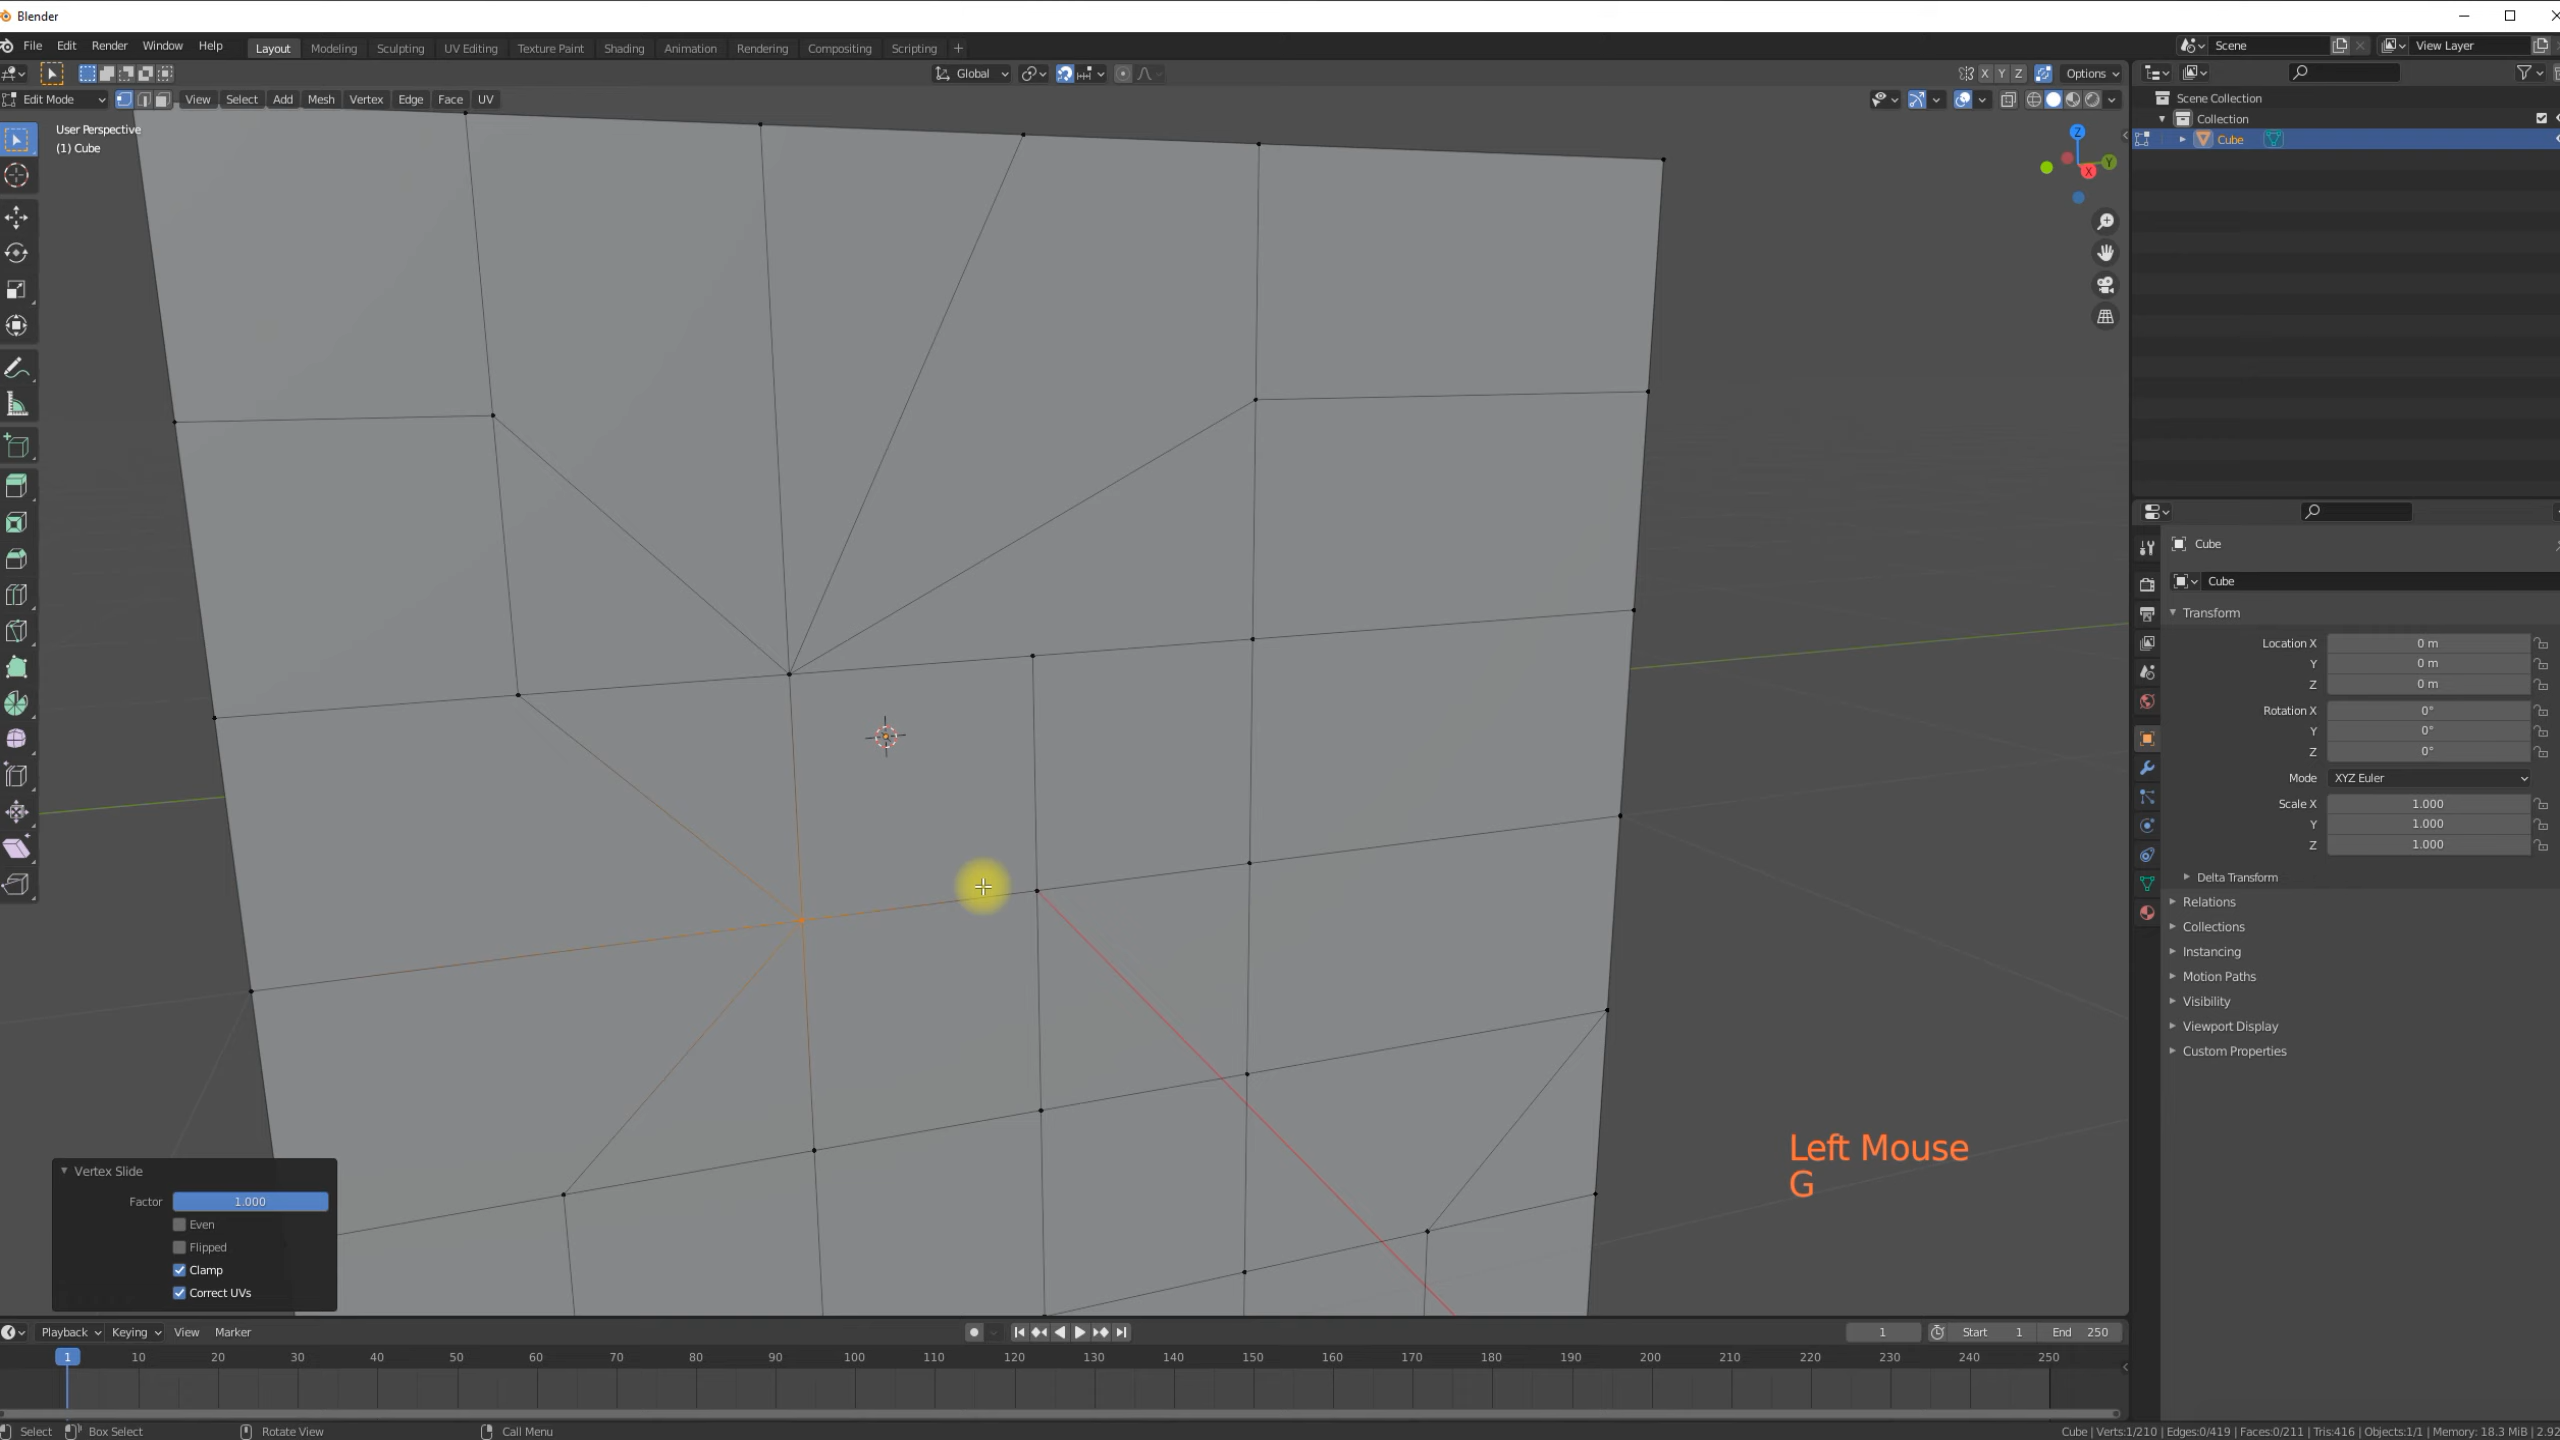 Blender
File Edit Render Window Help Layout Modeling Sculpting UV Editing Texture Paint Shading Animation Rendering Compositing Scripting +
Scene
View Layer
Global
X Y Z Options
Edit Mode View Select Add Mesh Vertex Edge Face UV
User Perspective
(1) Cube
Z
Y
X
Scene Collection
Collection
Cube
Cube
Cube
Transform
Location X 0 m
Y 0 m
Z 0 m
Rotation X 0°
Y 0°
Z 0°
Mode XYZ Euler
Scale X 1.000
Y 1.000
Z 1.000
Delta Transform
Relations
Collections
Instancing
Motion Paths
Visibility
Viewport Display
Custom Properties
Left Mouse
G
Vertex Slide
Factor 1.000
Even
Flipped
Clamp
Correct UVs
Playback Keying View Marker
1 Start 1 End 250
1 10 20 30 40 50 60 70 80 90 100 110 120 130 140 150 160 170 180 190 200 210 220 230 240 250
Select Box Select Rotate View Call Menu
Cube | Verts:1/210 | Edges:0/419 | Faces:0/211 | Tris:416 | Objects:1/1 | Memory: 18.3 MiB | 2.92